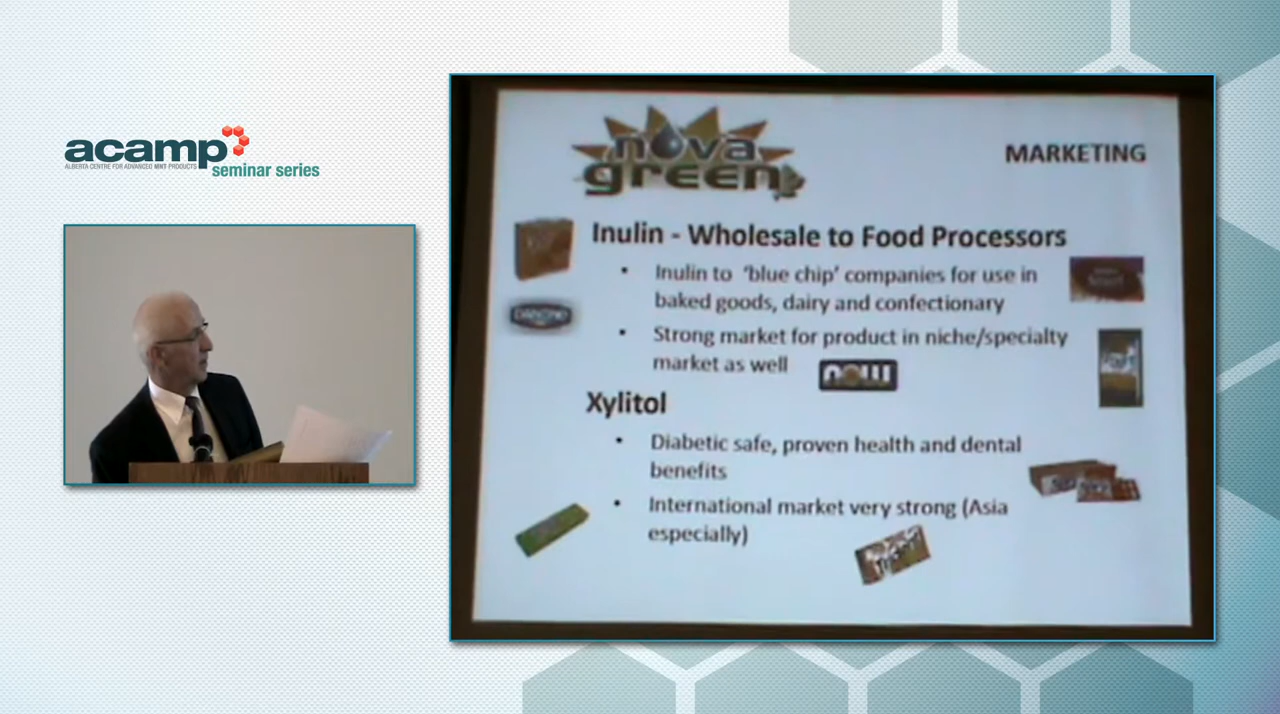 acamp
ALBERTA CENTRE FOR ADVANCED MNT PRODUCTS
seminar series
nova
green
MARKETING
Inulin - Wholesale to Food Processors
• Inulin to 'blue chip' companies for use in
baked goods, dairy and confectionary
DANONE
• Strong market for product in niche/specialty
market as well
NOW
Xylitol
• Diabetic safe, proven health and dental
benefits
• International market very strong (Asia
especially)
Trident